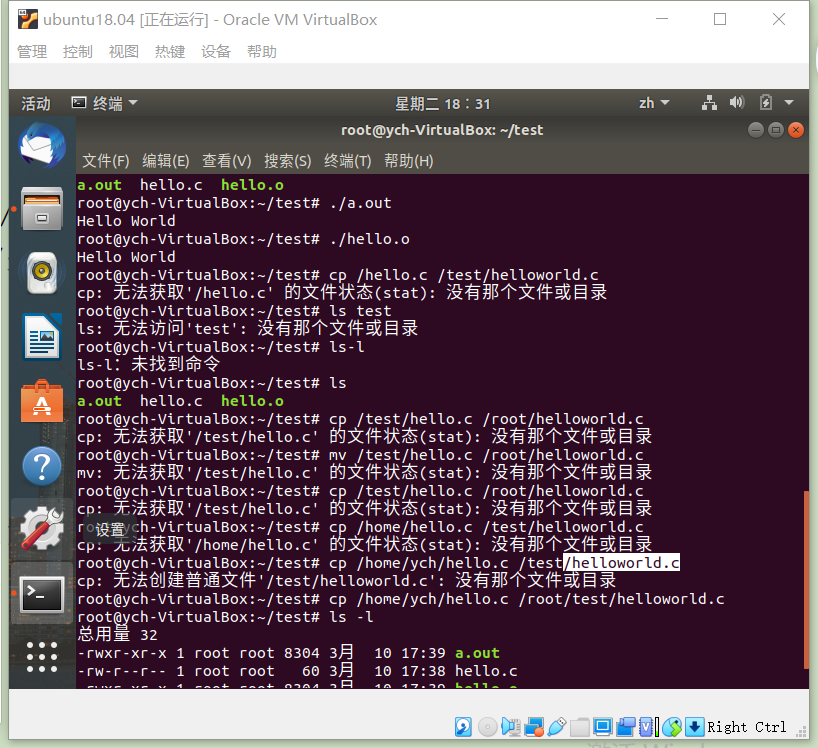 ubuntu18.04 [正在运行] - Oracle VM VirtualBox
管理 控制 视图 热键 设备 帮助
活动 终端 星期二 18：31 zh
root@ych-VirtualBox: ~/test
文件(F) 编辑(E) 查看(V) 搜索(S) 终端(T) 帮助(H)
a.out hello.c hello.o
root@ych-VirtualBox:~/test# ./a.out
Hello World
root@ych-VirtualBox:~/test# ./hello.o
Hello World
root@ych-VirtualBox:~/test# cp /hello.c /test/helloworld.c
cp: 无法获取'/hello.c' 的文件状态(stat): 没有那个文件或目录
root@ych-VirtualBox:~/test# ls test
ls: 无法访问'test': 没有那个文件或目录
root@ych-VirtualBox:~/test# ls-l
ls-l：未找到命令
root@ych-VirtualBox:~/test# ls
a.out hello.c hello.o
root@ych-VirtualBox:~/test# cp /test/hello.c /root/helloworld.c
cp: 无法获取'/test/hello.c' 的文件状态(stat): 没有那个文件或目录
root@ych-VirtualBox:~/test# mv /test/hello.c /root/helloworld.c
mv: 无法获取'/test/hello.c' 的文件状态(stat): 没有那个文件或目录
root@ych-VirtualBox:~/test# cp /test/hello.c /root/helloworld.c
cp: 无法获取'/test/hello.c' 的文件状态(stat): 没有那个文件或目录
root@ych-VirtualBox:~/test# cp /home/hello.c /test/helloworld.c
设置
cp: 无法获取'/home/hello.c' 的文件状态(stat): 没有那个文件或目录
root@ych-VirtualBox:~/test# cp /home/ych/hello.c /test/helloworld.c
cp: 无法创建普通文件'/test/helloworld.c': 没有那个文件或目录
root@ych-VirtualBox:~/test# cp /home/ych/hello.c /root/test/helloworld.c
root@ych-VirtualBox:~/test# ls -l
总用量 32
-rwxr-xr-x 1 root root 8304 3月 10 17:39 a.out
-rw-r--r-- 1 root root 60 3月 10 17:38 hello.c
-rwxr-xr-x 1 root root 8304 3月 10 17:39 hello.o
Right Ctrl